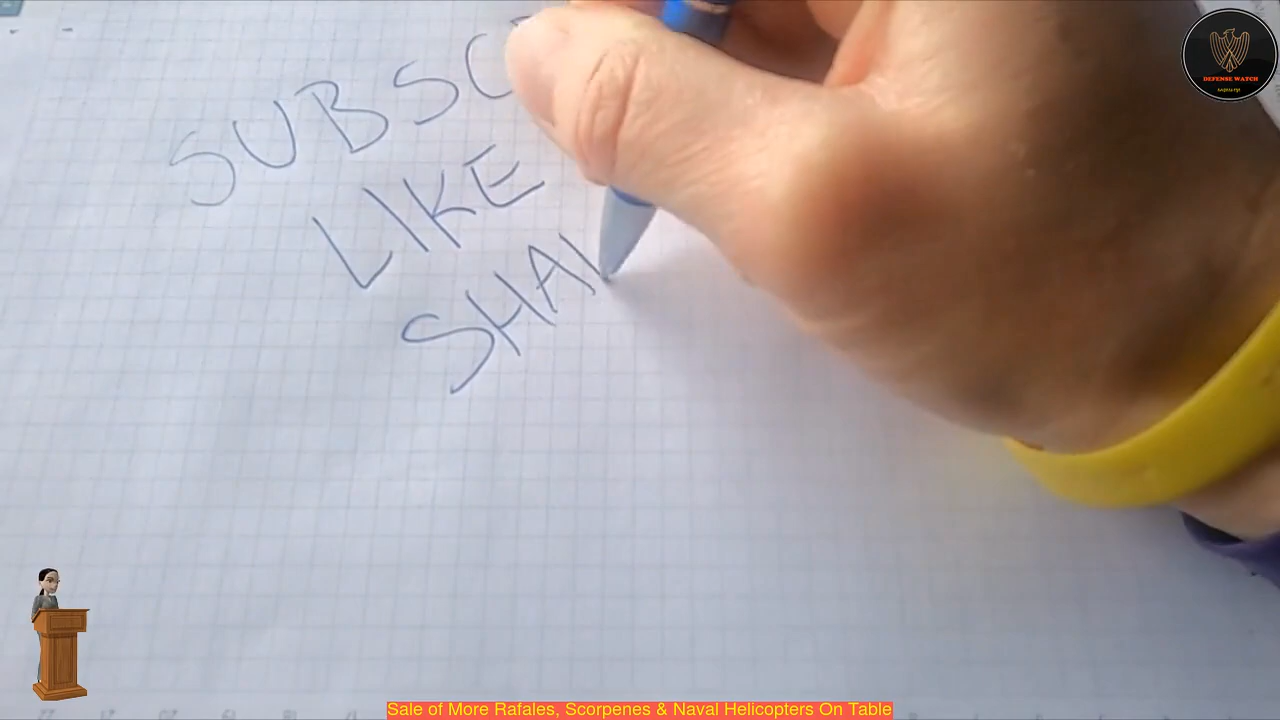 DEFENSE WATCH
SUBSC
LIKE
SHA
Sale of More Rafales, Scorpenes & Naval Helicopters On Table